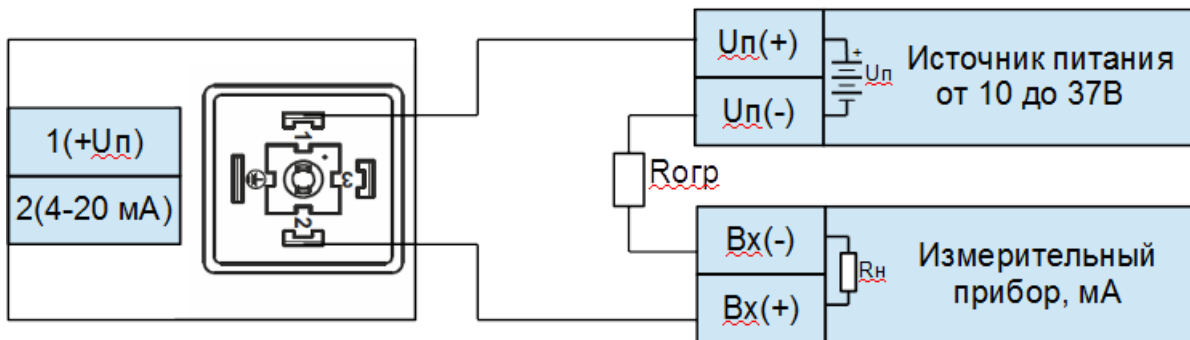 1(+Uп)
2(4-20 мА)
1
3
2
Rогр
Uп(+)
Uп(-)
+
Uп
Источник питания
от 10 до 37В
Вх(-)
Вх(+)
Rн
Измерительный
прибор, мА